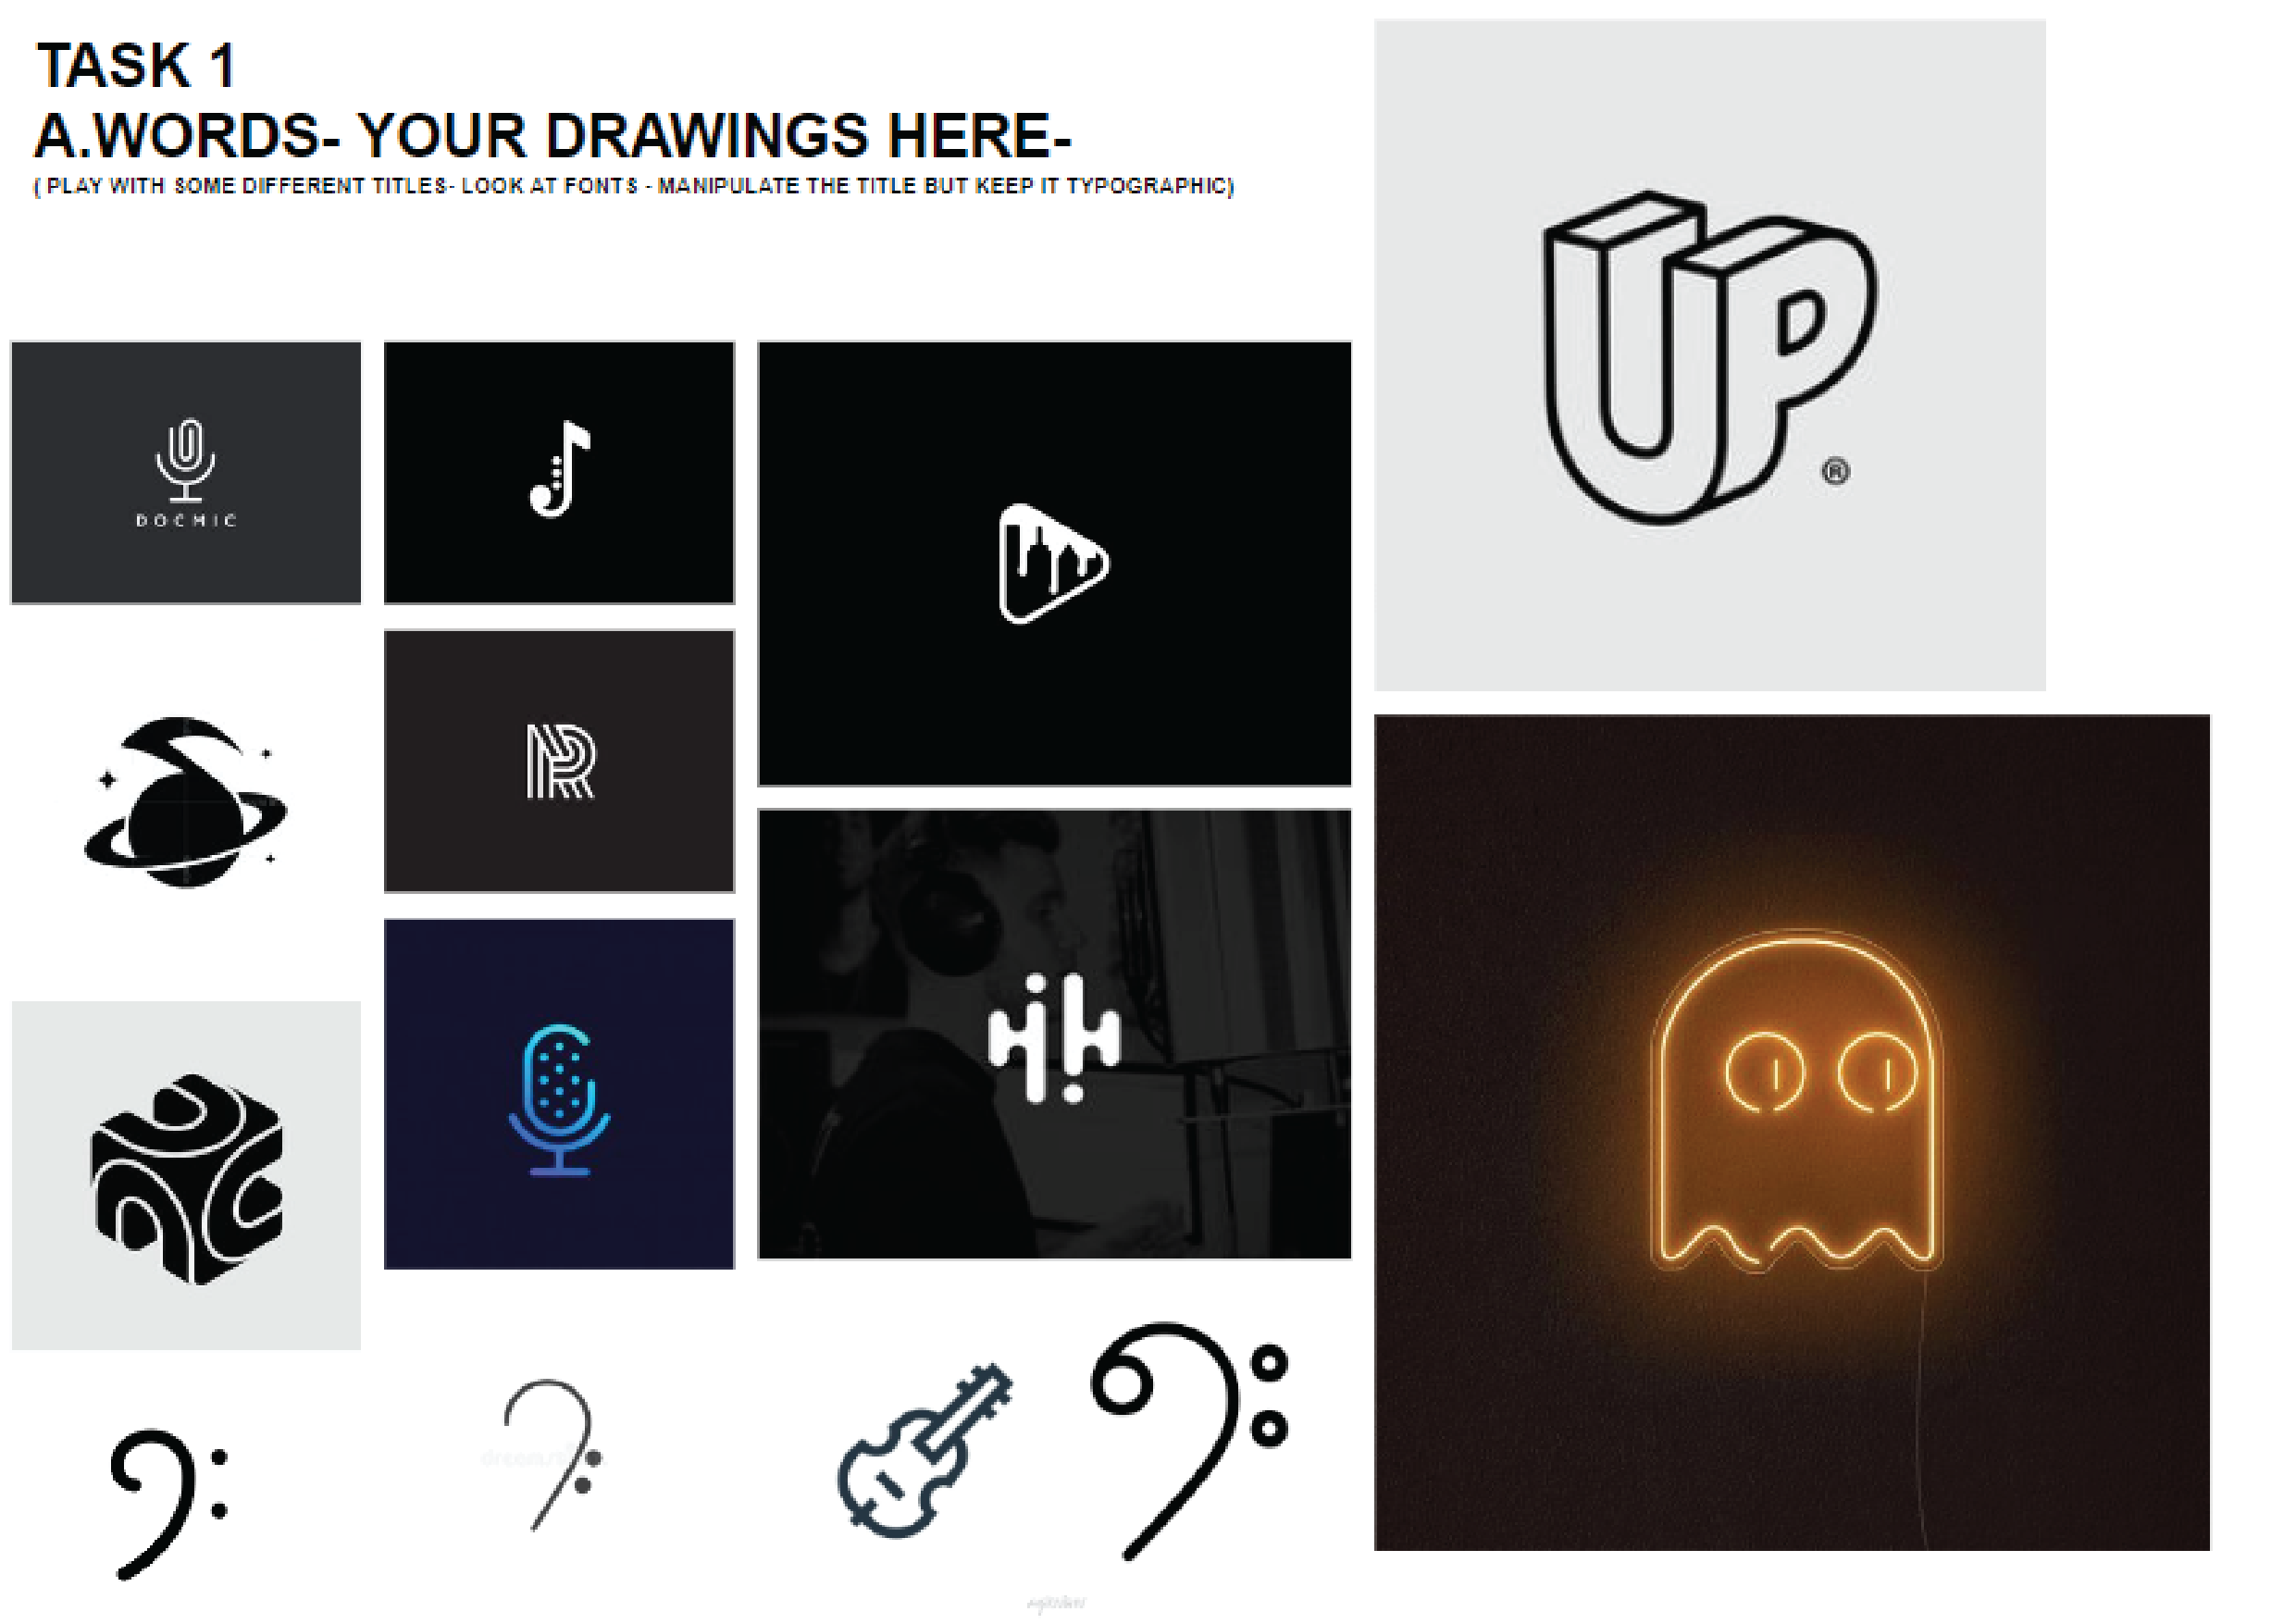 TASK 1
A.WORDS- YOUR DRAWINGS HERE-
( PLAY WITH SOME DIFFERENT TITLES- LOOK AT FONTS - MANIPULATE THE TITLE BUT KEEP IT TYPOGRAPHIC)
UP
®
DOCMIC
R